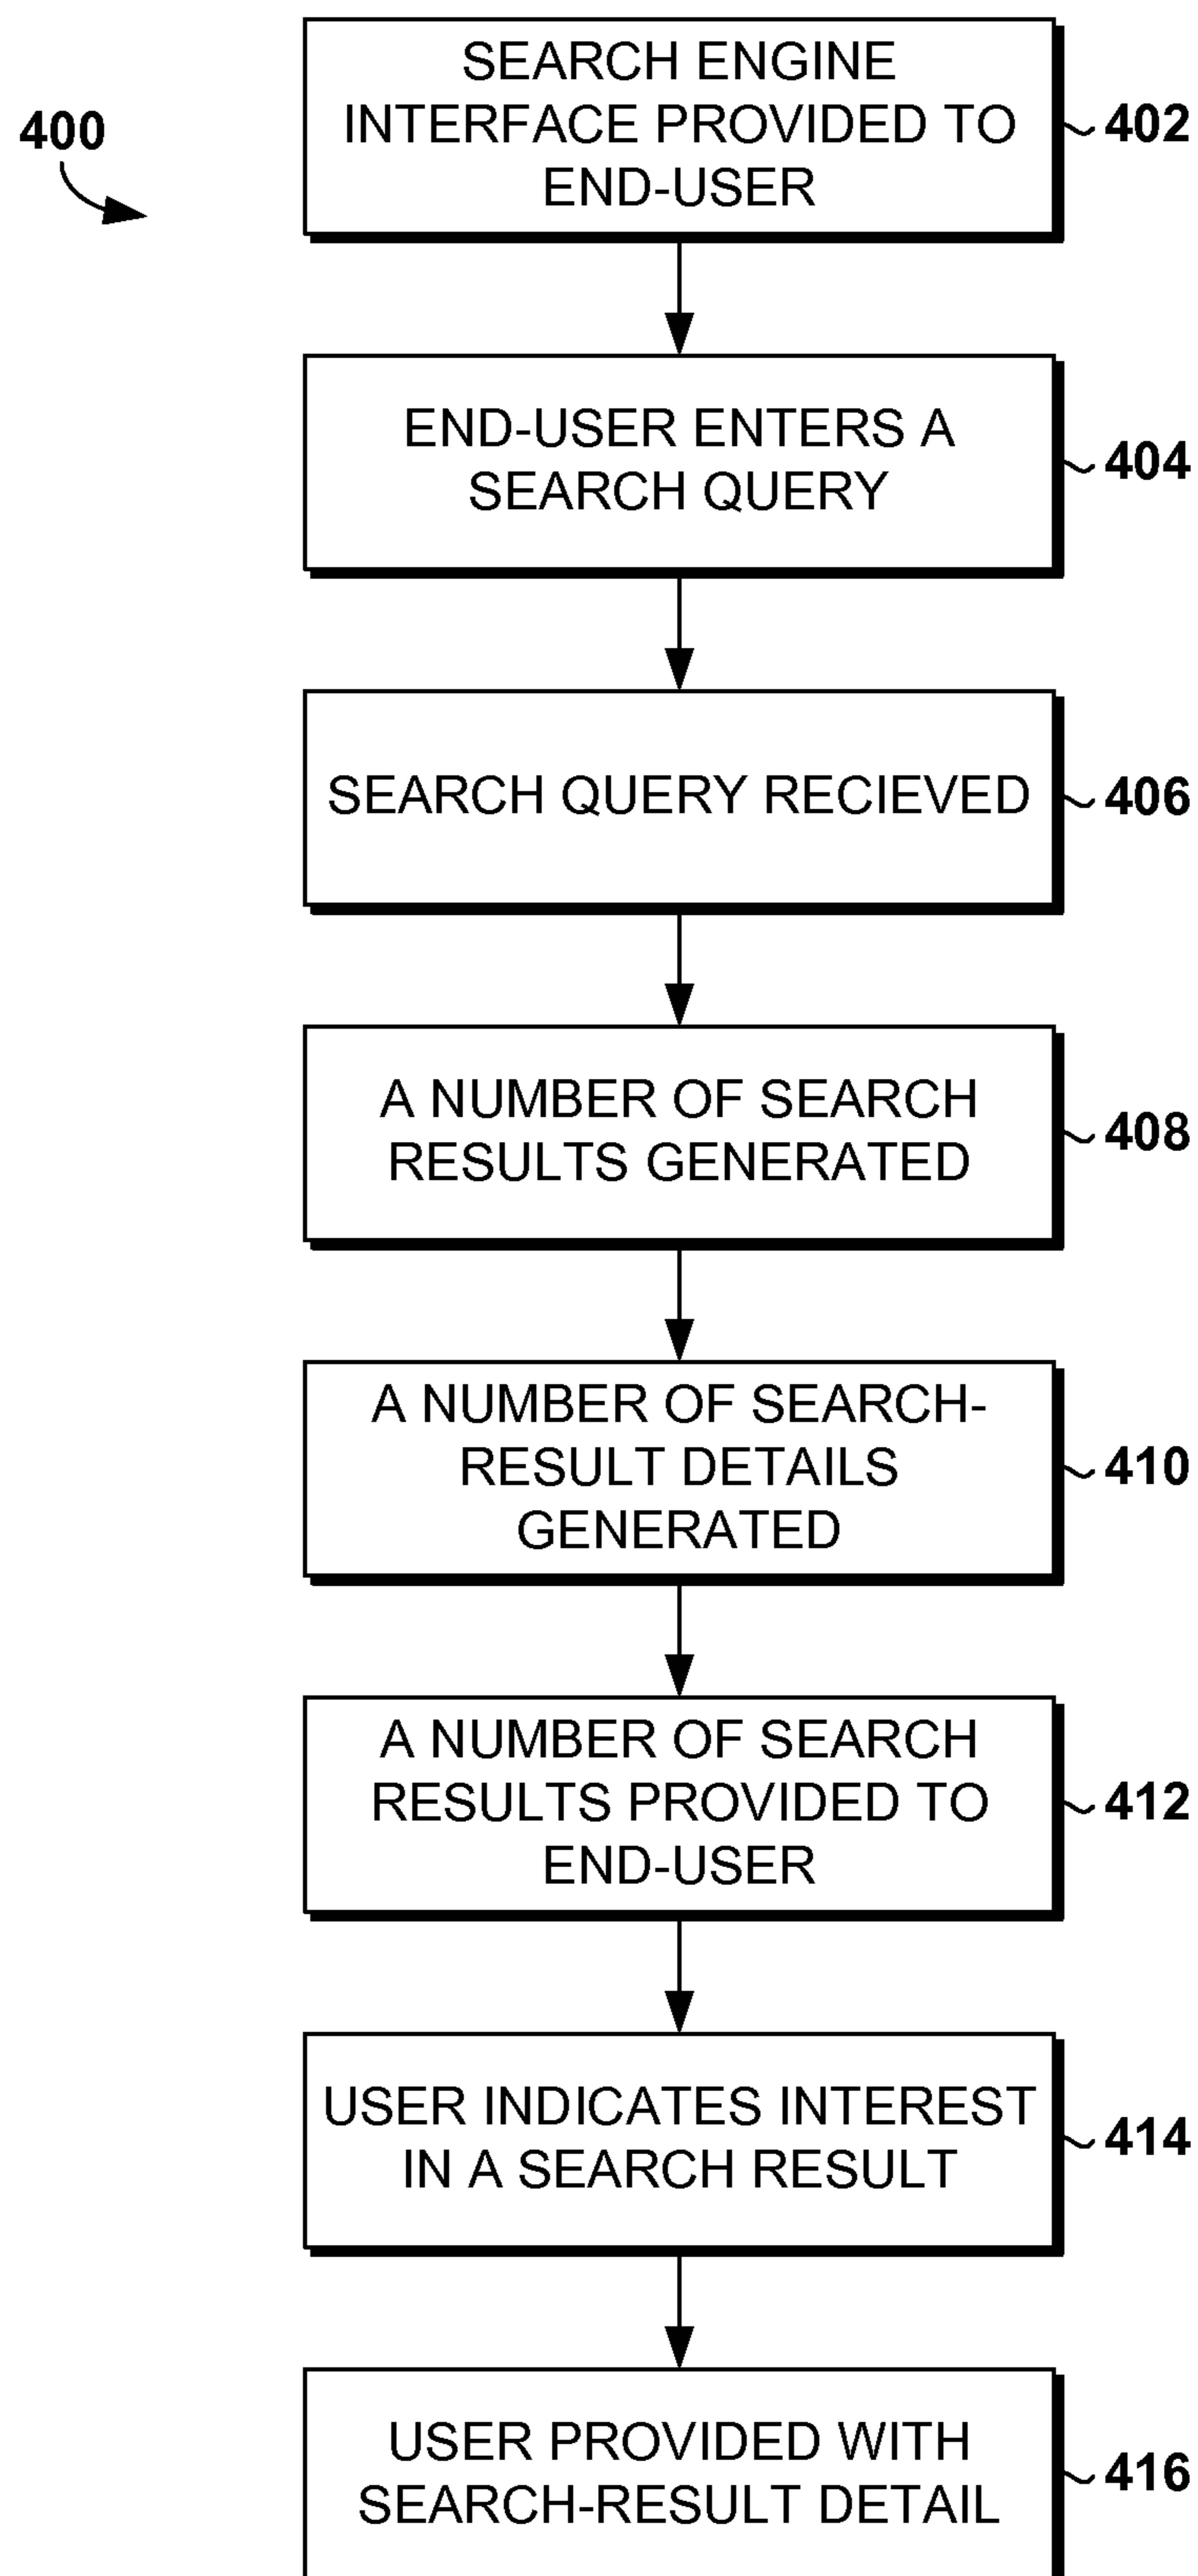 400
SEARCH ENGINE
INTERFACE PROVIDED TO
END-USER
402
END-USER ENTERS A
SEARCH QUERY
404
SEARCH QUERY RECIEVED
406
A NUMBER OF SEARCH
RESULTS GENERATED
408
A NUMBER OF SEARCH-
RESULT DETAILS
GENERATED
410
A NUMBER OF SEARCH
RESULTS PROVIDED TO
END-USER
412
USER INDICATES INTEREST
IN A SEARCH RESULT
414
USER PROVIDED WITH
SEARCH-RESULT DETAIL
416